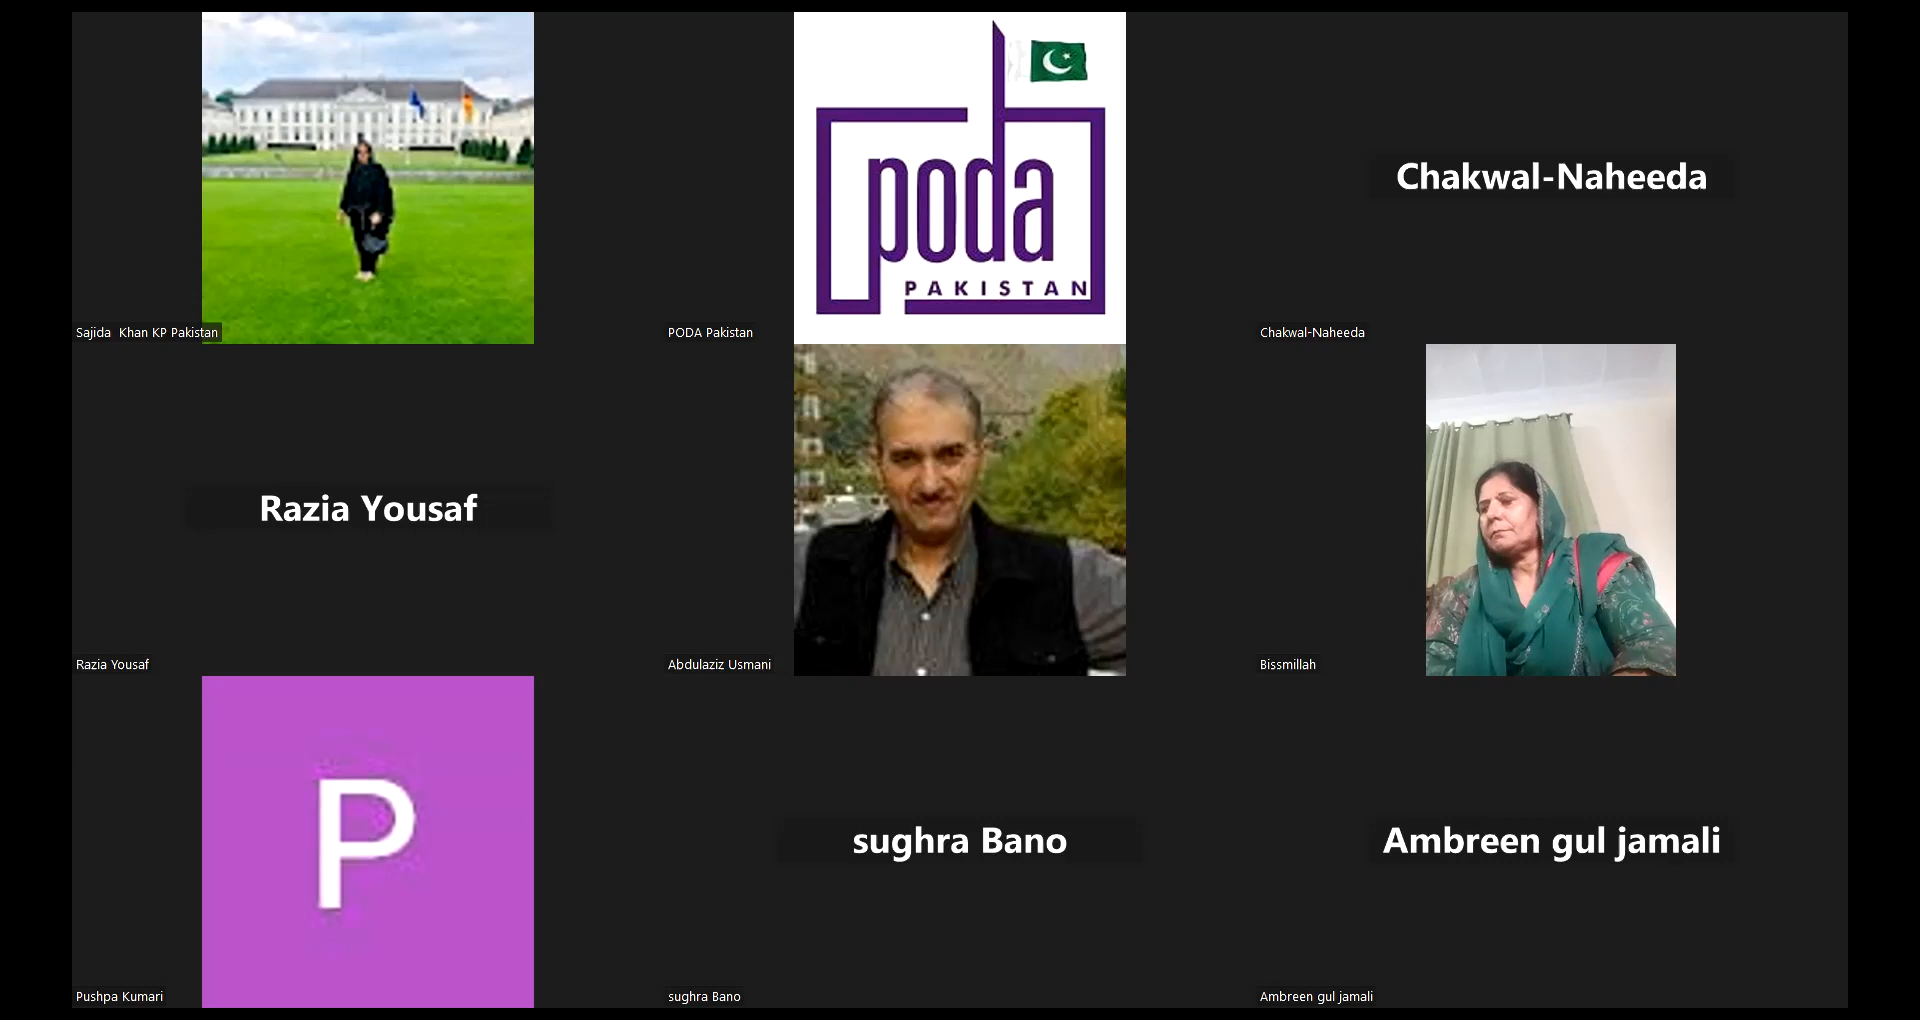 Sajida  Khan KP Pakistan
poda
PAKISTAN
PODA Pakistan
Chakwal-Naheeda
Chakwal-Naheeda
Razia Yousaf
Razia Yousaf
Abdulaziz Usmani
Bissmillah
P
Pushpa Kumari
sughra Bano
sughra Bano
Ambreen gul jamali
Ambreen gul jamali